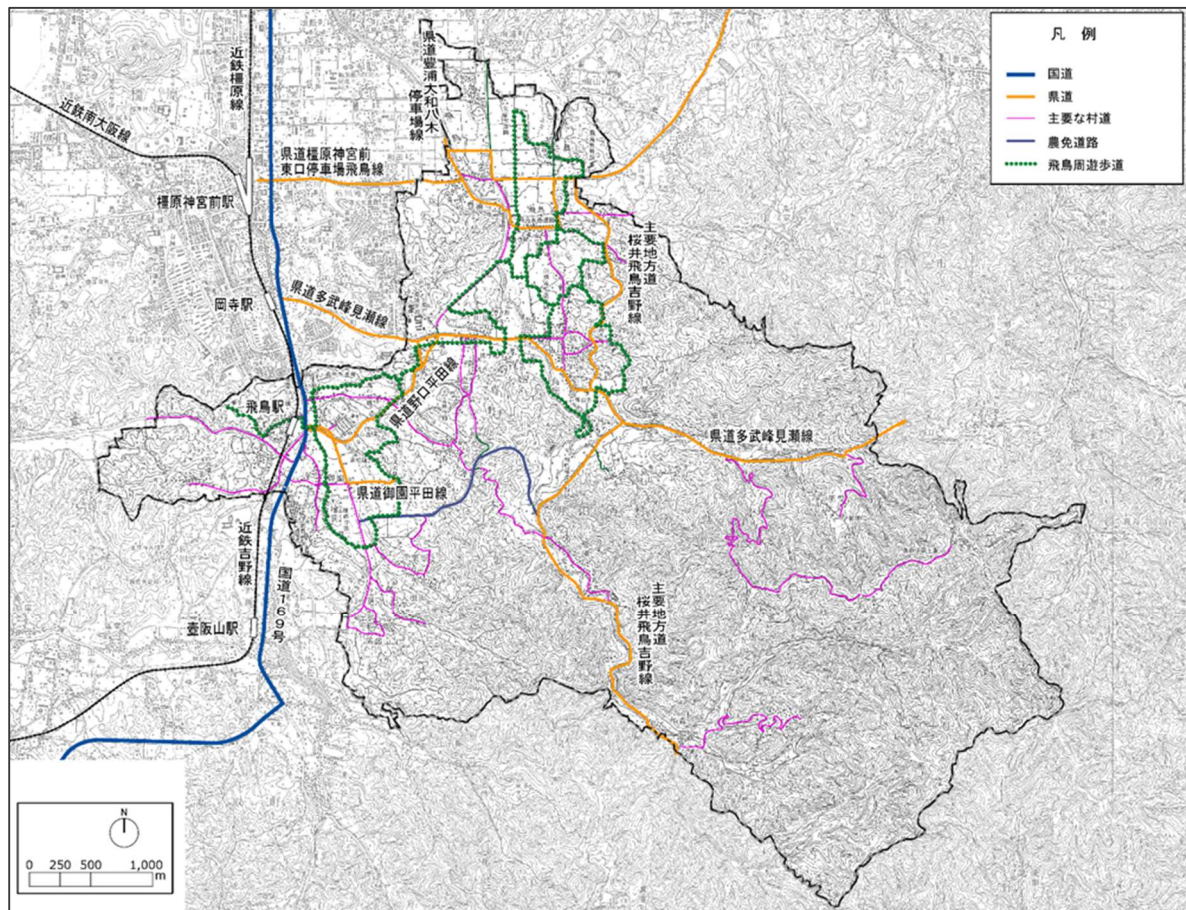 凡 例
国道
県道
主要な村道
農免道路
飛鳥周遊歩道
近鉄橿原線
近鉄南大阪線
県道豊浦大和八木
停車場線
県道橿原神宮前
東口停車場飛鳥線
橿原神宮前駅
主要地方道
桜井飛鳥吉野線
岡寺駅
県道多武峰見瀬線
県道野口平田線
飛鳥駅
県道多武峰見瀬線
県道御園平田線
近鉄吉野線
国道169号
壺阪山駅
主要地方道
桜井飛鳥吉野線
N
0 250 500 1,000
m